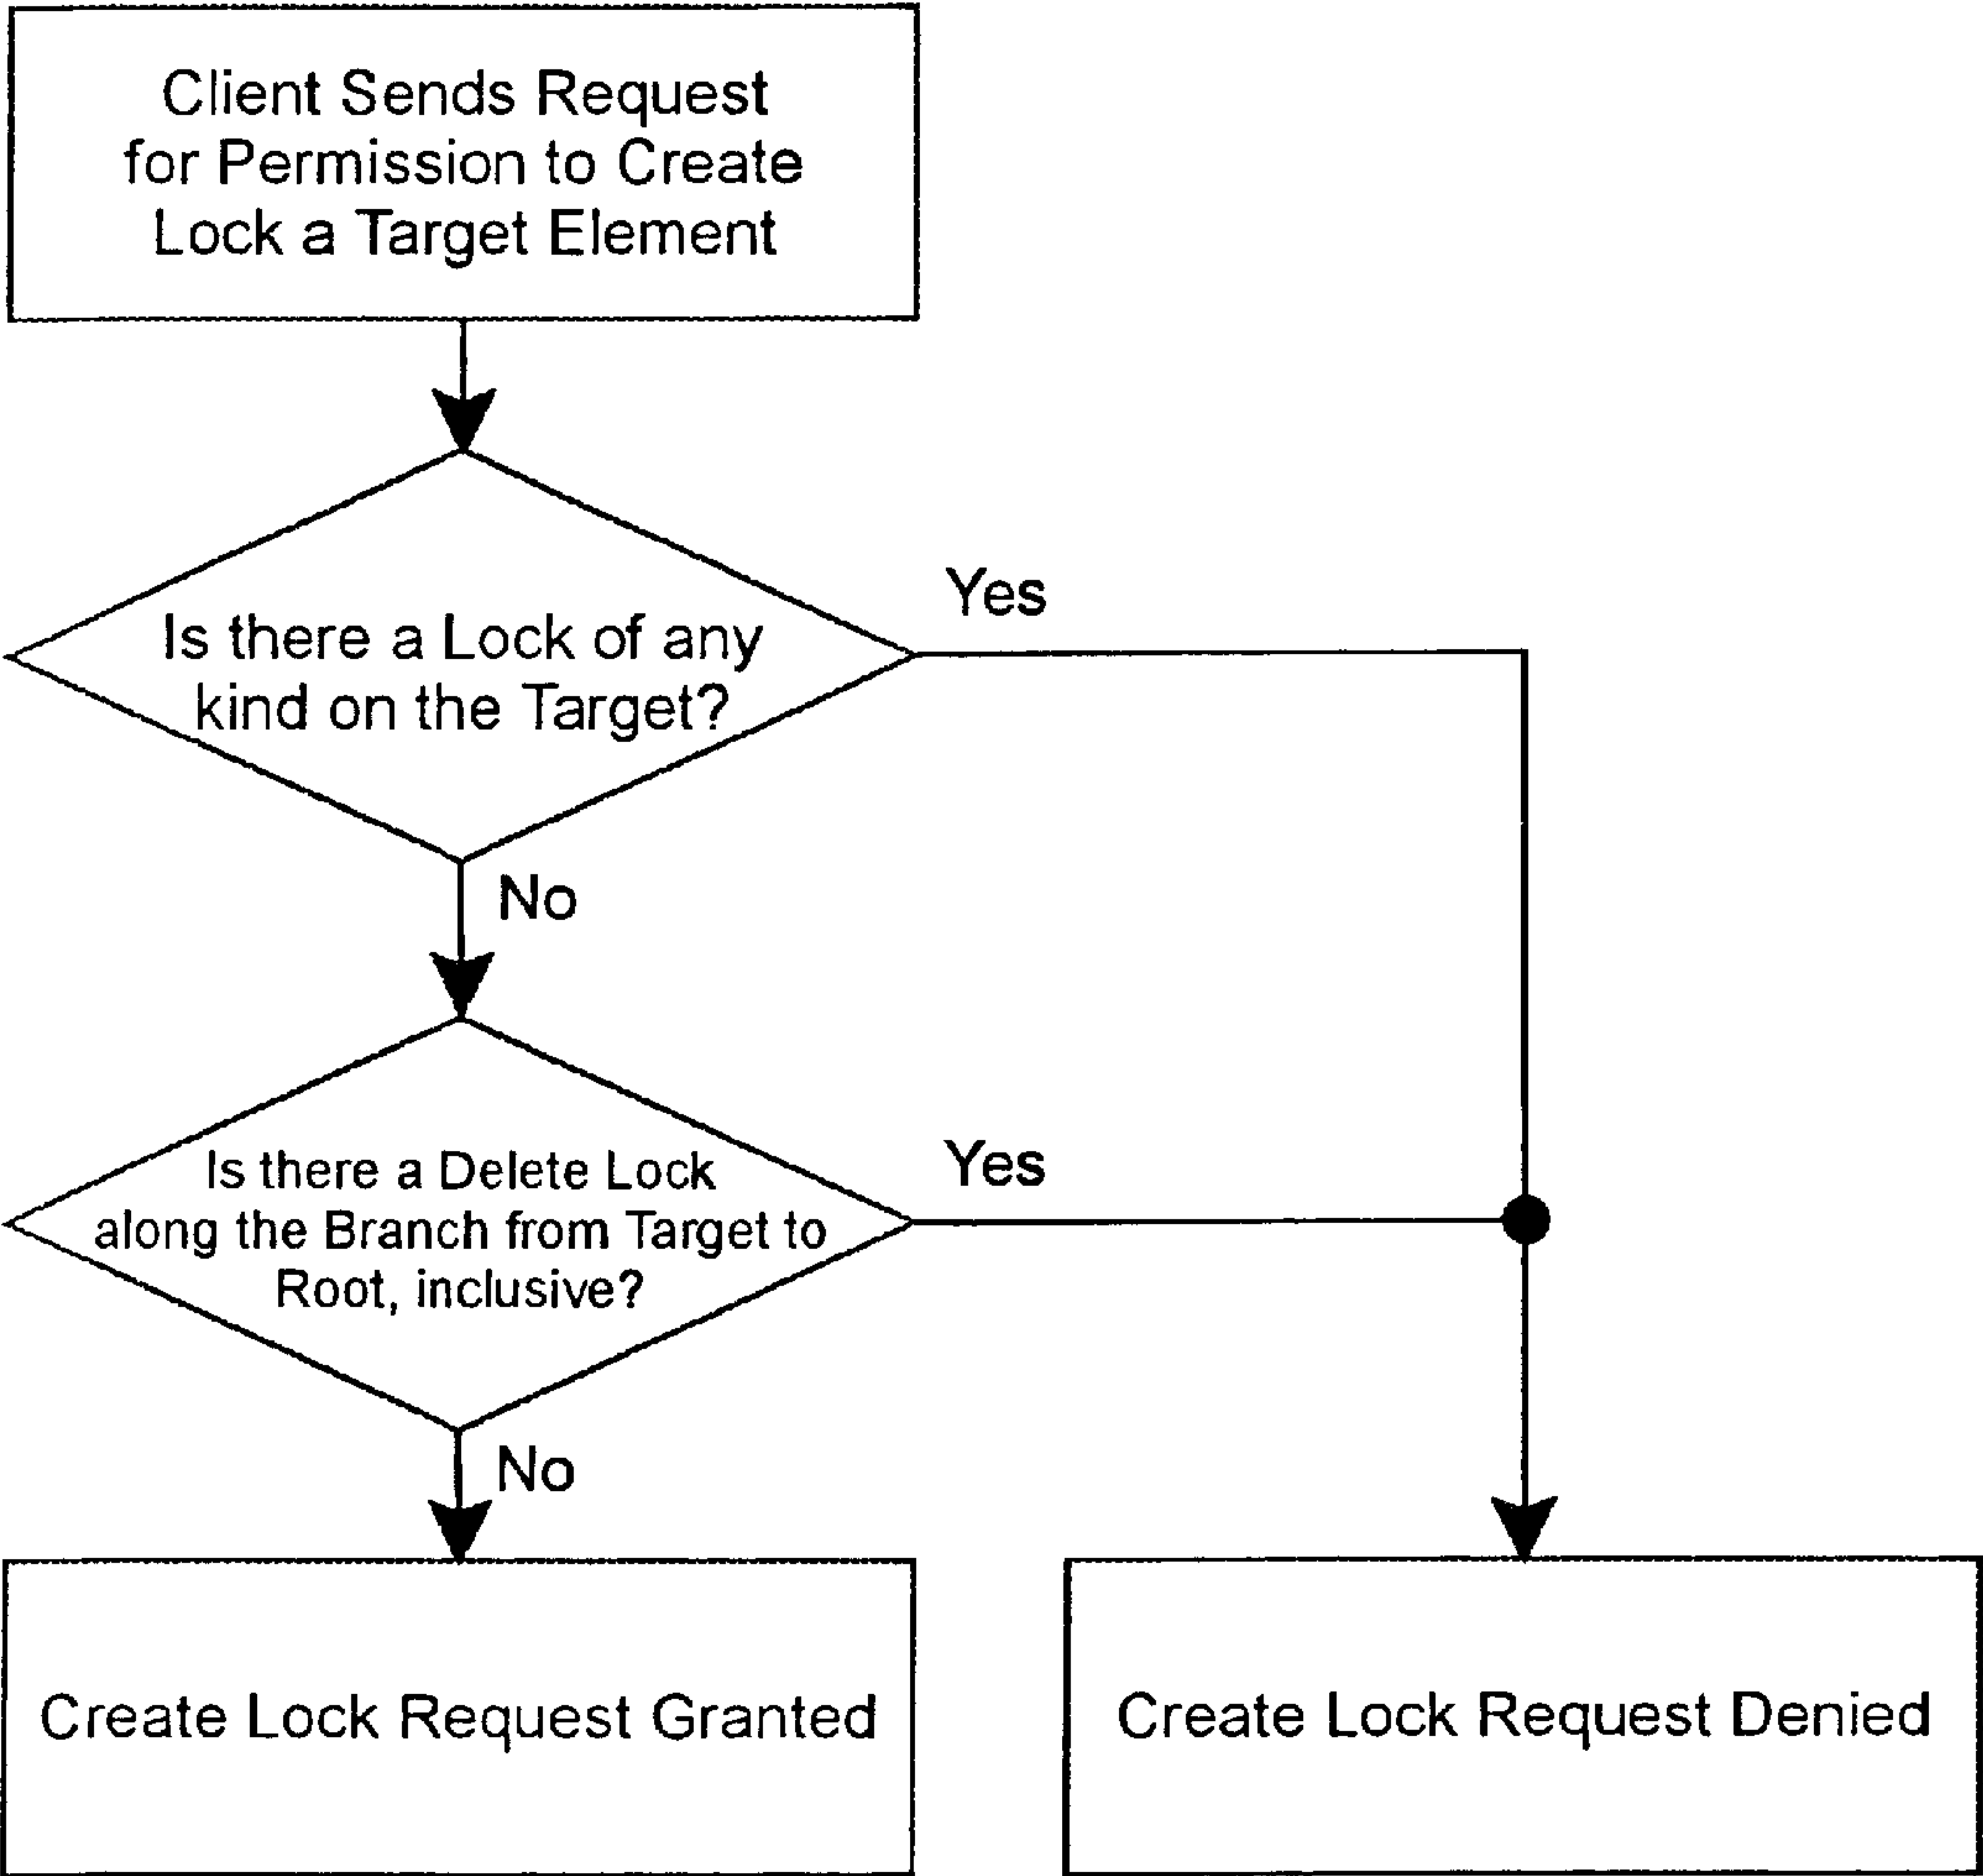 Client Sends Request
for Permission to Create
Lock a Target Element
Is there a Lock of any
kind on the Target?
Yes
No
Is there a Delete Lock
along the Branch from Target to
Root, inclusive?
Yes
No
Create Lock Request Granted
Create Lock Request Denied